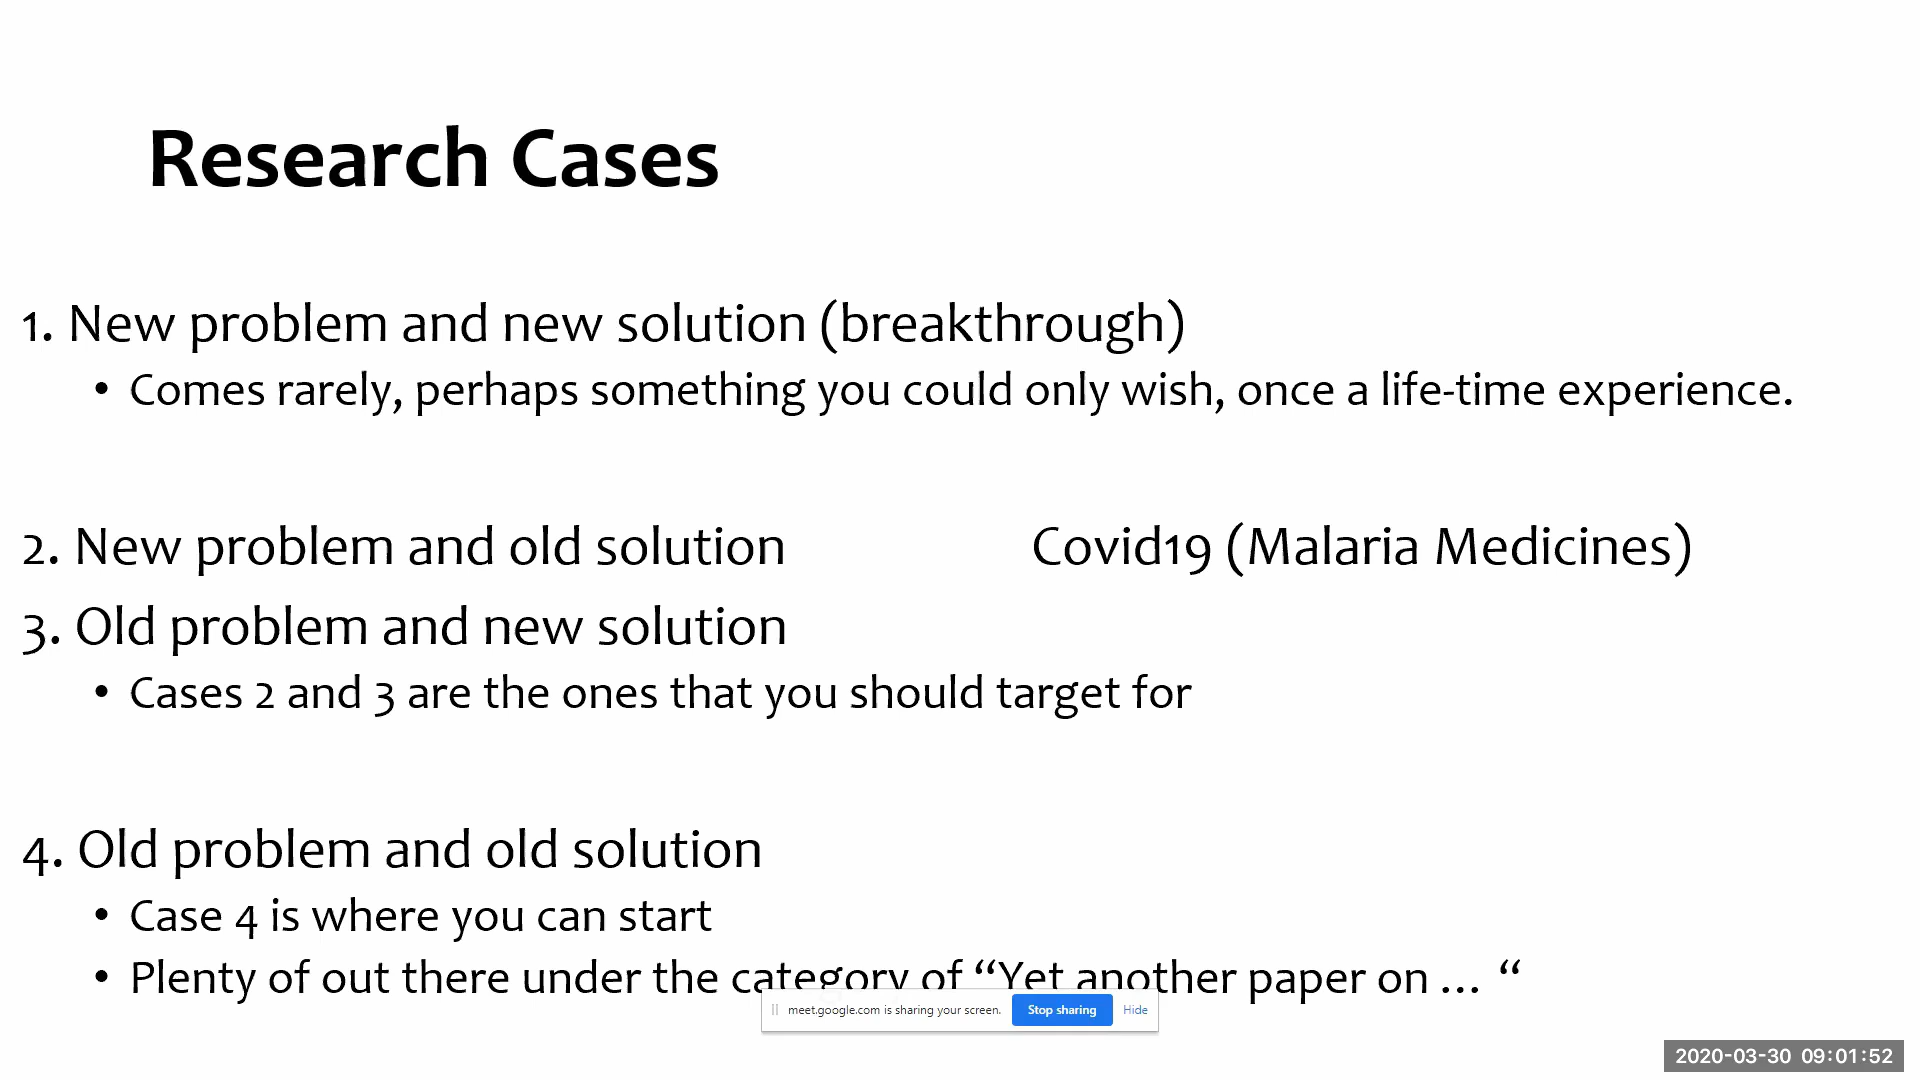 Research Cases
1. New problem and new solution (breakthrough)
• Comes rarely, perhaps something you could only wish, once a life-time experience.
2. New problem and old solution Covid19 (Malaria Medicines)
3. Old problem and new solution
• Cases 2 and 3 are the ones that you should target for
4. Old problem and old solution
• Case 4 is where you can start
• Plenty of out there under the category of “Yet another paper on … “
meet.google.com is sharing your screen. Stop sharing Hide
2020-03-30 09:01:52